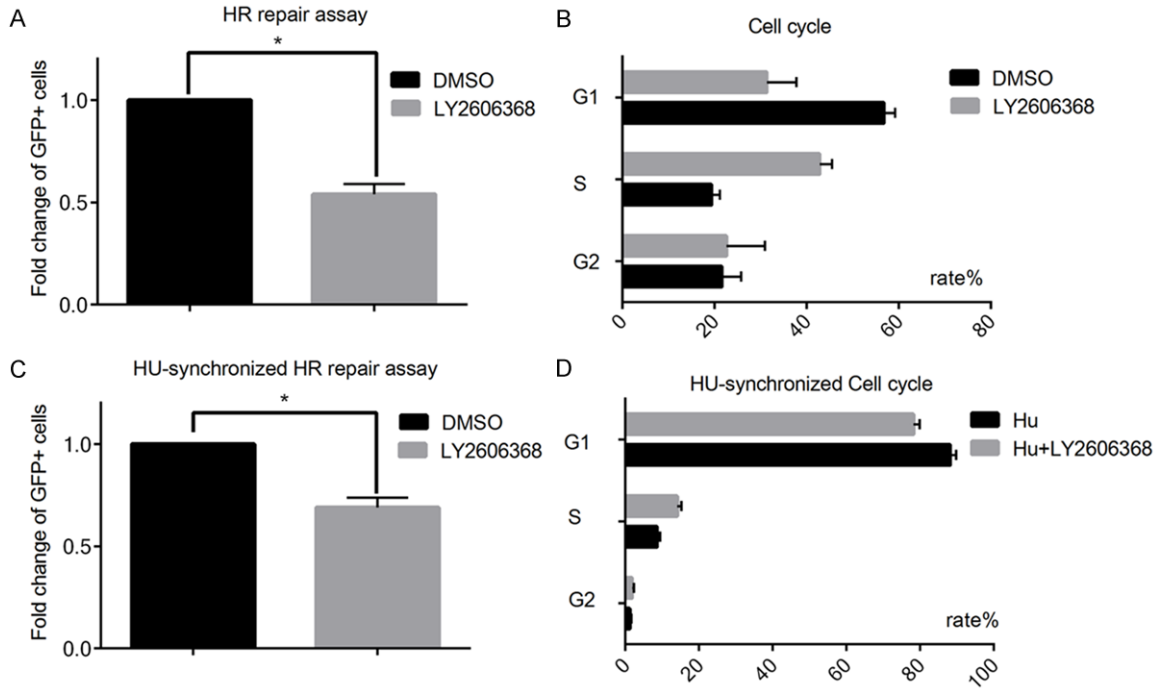 A
HR repair assay
*
DMSO
LY2606368
Fold change of GFP+ cells
1.0
0.5
0.0
B
Cell cycle
DMSO
LY2606368
G1
S
G2
rate%
0
20
40
60
80
C
HU-synchronized HR repair assay
*
DMSO
LY2606368
Fold change of GFP+ cells
1.0
0.5
0.0
D
HU-synchronized Cell cycle
Hu
Hu+LY2606368
G1
S
G2
rate%
0
20
40
60
80
100